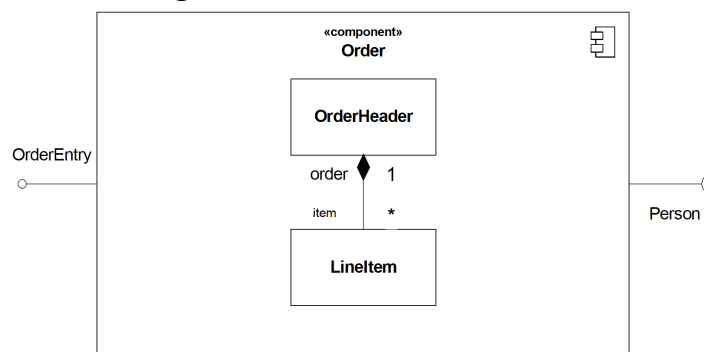 «component»
Order
OrderHeader
OrderEntry
order 1
item *
Person
LineItem